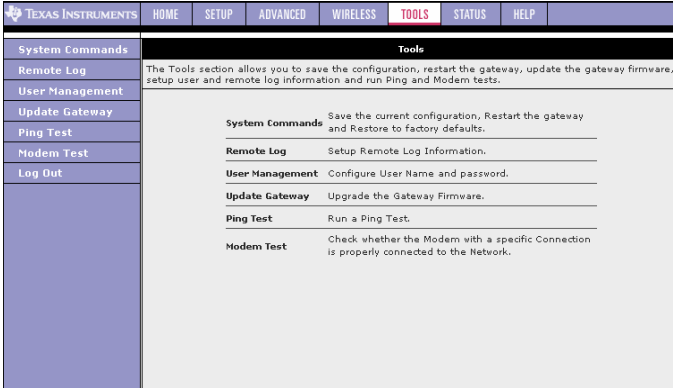 TEXAS INSTRUMENTS HOME SETUP ADVANCED WIRELESS TOOLS STATUS HELP
System Commands
Remote Log
User Management
Update Gateway
Ping Test
Modem Test
Log Out
Tools
The Tools section allows you to save the configuration, restart the gateway, update the gateway firmware,
setup user and remote log information and run Ping and Modem tests.
System Commands Save the current configuration, Restart the gateway
and Restore to factory defaults.
Remote Log Setup Remote Log Information.
User Management Configure User Name and password.
Update Gateway Upgrade the Gateway Firmware.
Ping Test Run a Ping Test.
Modem Test Check whether the Modem with a specific Connection
is properly connected to the Network.